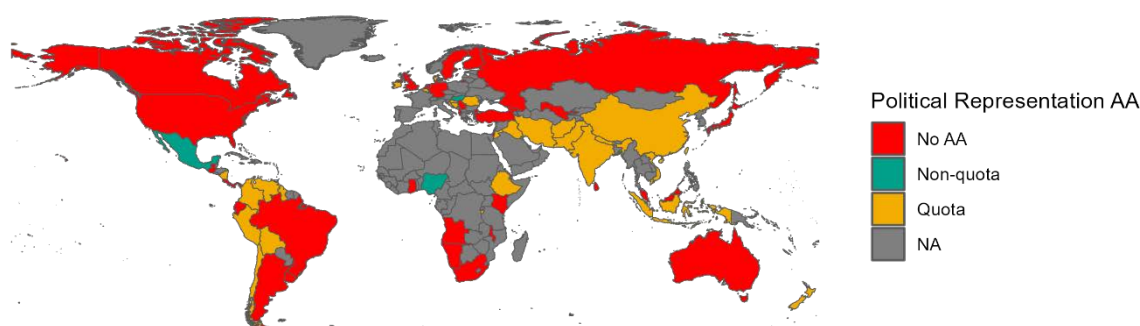 Political Representation AA
No AA
Non-quota
Quota
NA